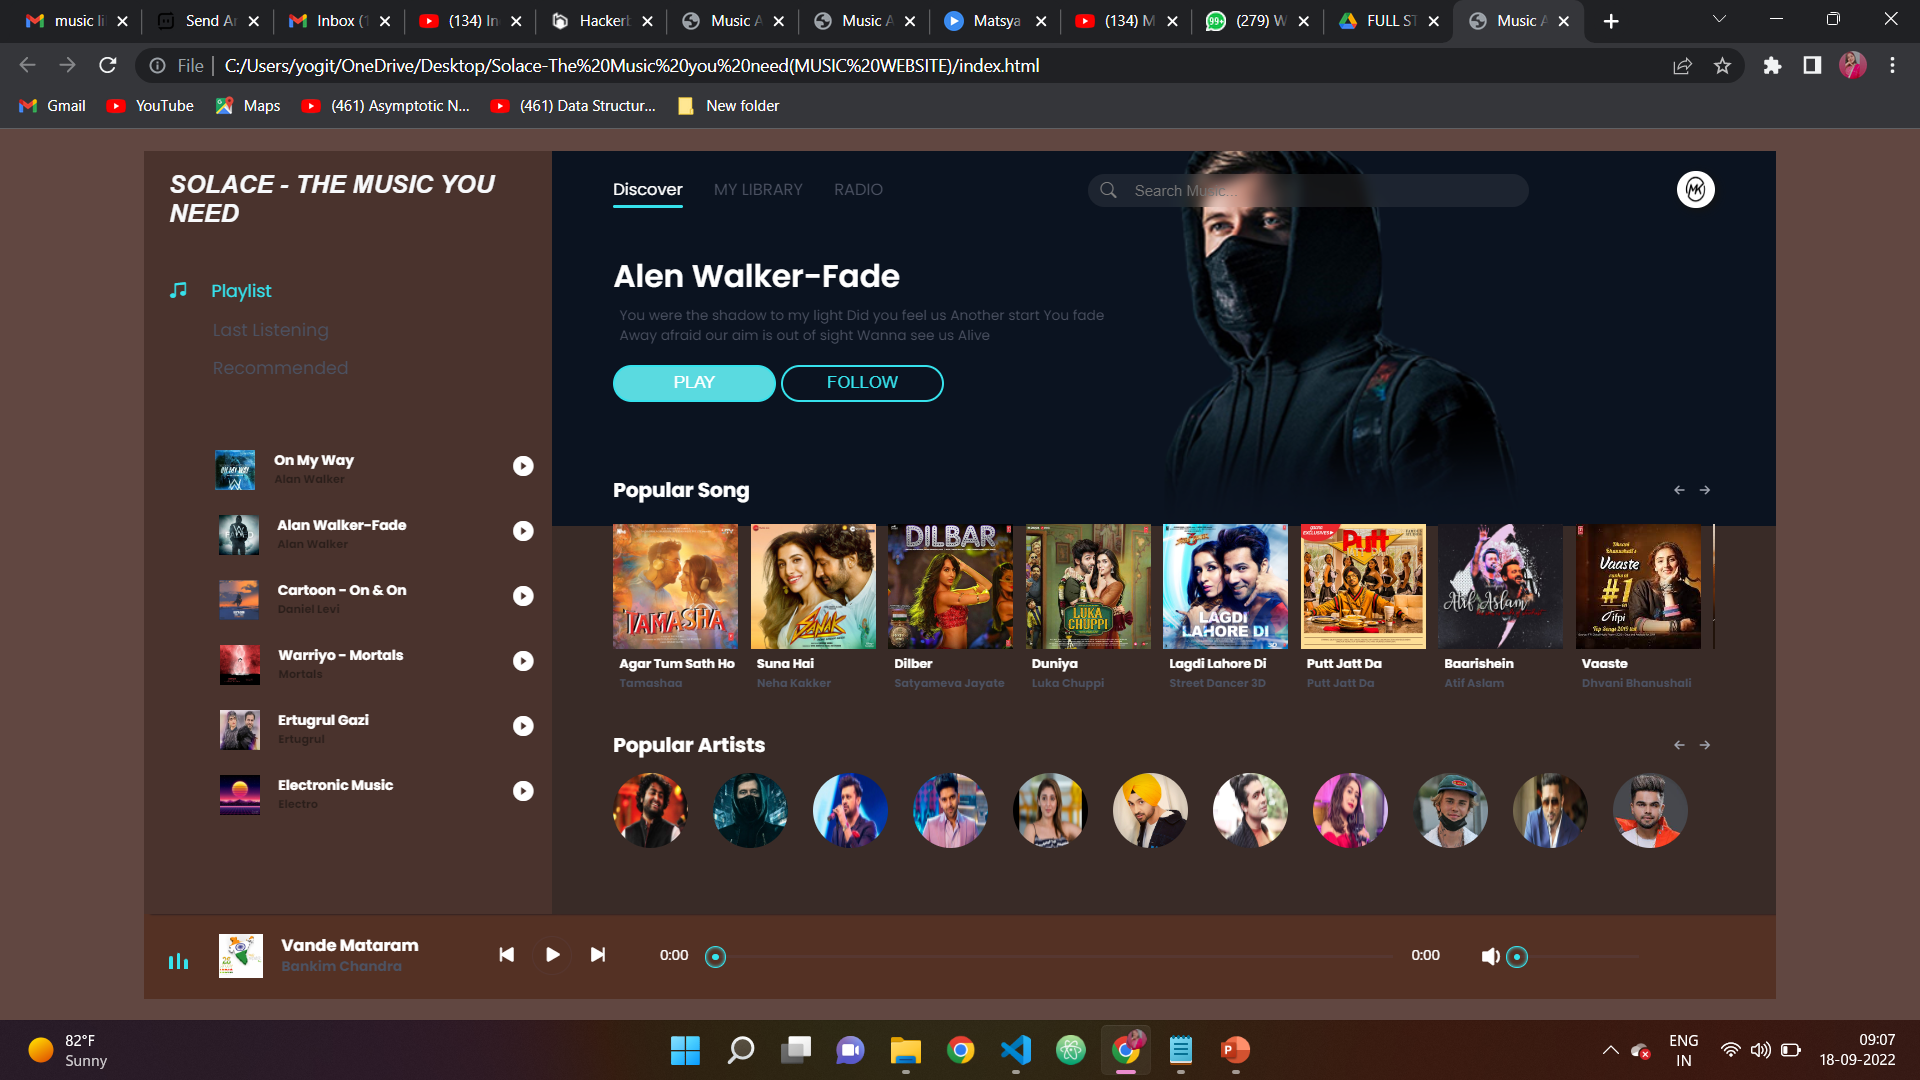 music li
Send Ar
Inbox (1
(134) In
Hackerb
Music A
Music A
Matsya
(134) M
(279) W
FULL ST
Music A
File
C:/Users/yogit/OneDrive/Desktop/Solace-The%20Music%20you%20need(MUSIC%20WEBSITE)/index.html
Gmail
YouTube
Maps
(461) Asymptotic N...
(461) Data Structur...
New folder
SOLACE - THE MUSIC YOU
NEED
Playlist
Last Listening
Recommended
On My Way
Alan Walker
Alan Walker-Fade
Alan Walker
Cartoon - On & On
Daniel Levi
Warriyo - Mortals
Mortals
Ertugrul Gazi
Ertugrul
Electronic Music
Electro
Discover
MY LIBRARY
RADIO
Search Music...
MK
Alen Walker-Fade
You were the shadow to my light Did you feel us Another start You fade
Away afraid our aim is out of sight Wanna see us Alive
PLAY
FOLLOW
Popular Song
TAMASHA
SANAK
DILBAR
LUKA
CHUPPI
LAGDI
LAHORE DI
Putt
Atif Aslam
Dhvani
Bhanushali's
Vaaste
#1
Agar Tum Sath Ho
Tamashaa
Suna Hai
Neha Kakker
Dilber
Satyameva Jayate
Duniya
Luka Chuppi
Lagdi Lahore Di
Street Dancer 3D
Putt Jatt Da
Putt Jatt Da
Baarishein
Atif Aslam
Vaaste
Dhvani Bhanushali
Popular Artists
Vande Mataram
Bankim Chandra
0:00
0:00
82°F
Sunny
99+
ENG
IN
09:07
18-09-2022